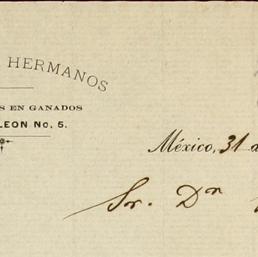 HERMANOS
S EN GANADOS
LEON No. 5.
México, 31 d
Sr. Dn